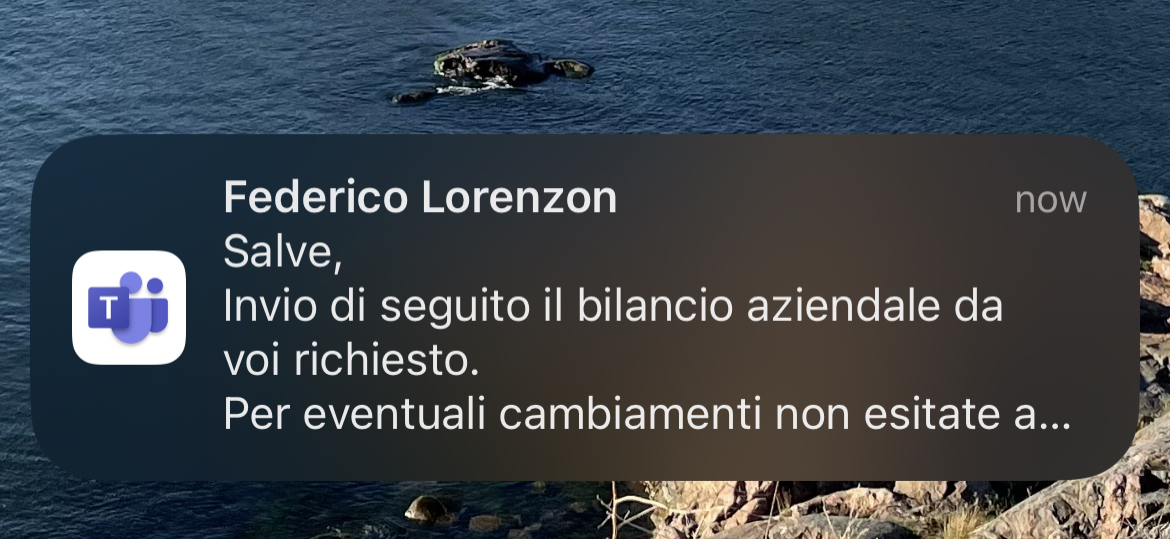 Federico Lorenzon
now
Salve,
Invio di seguito il bilancio aziendale da
voi richiesto.
Per eventuali cambiamenti non esitate a...
T